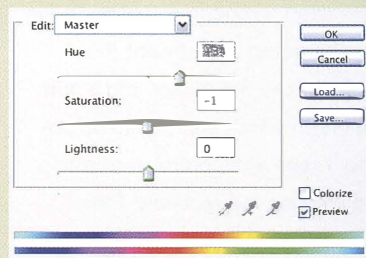 Edit: Master
OK
Hue
Cancel
Load...
Saturation: -1
Save...
Lightness: 0
Colorize
Preview